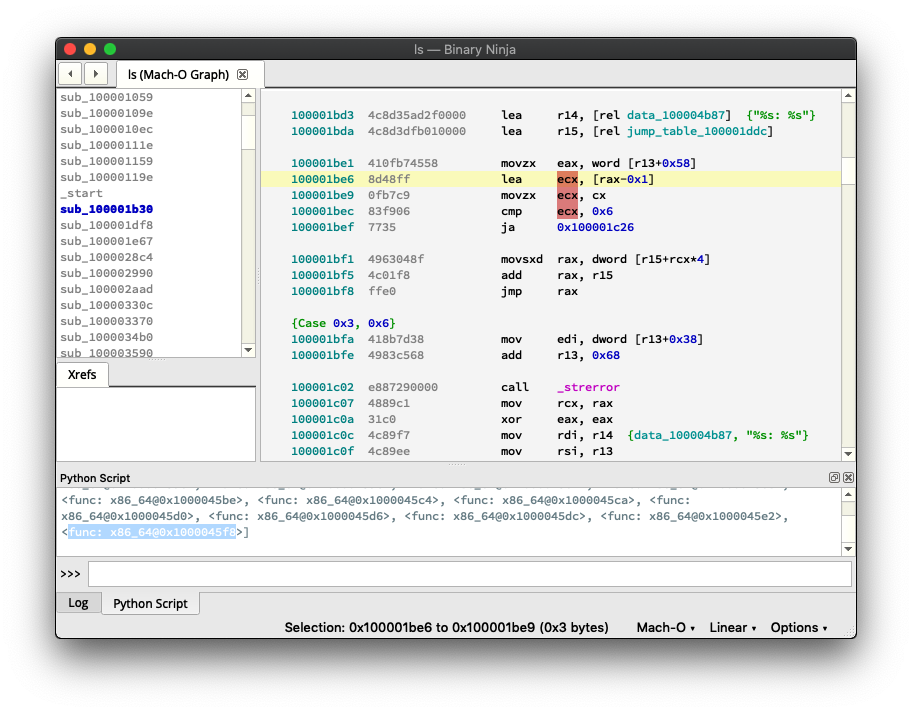 ls — Binary Ninja
ls (Mach-O Graph)
sub_100001059
sub_10000109e
sub_1000010ec
sub_10000111e
sub_100001159
sub_10000119e
_start
sub_100001b30
sub_100001df8
sub_100001e67
sub_1000028c4
sub_100002990
sub_100002aad
sub_10000330c
sub_100003370
sub_1000034b0
sub_100003590
100001bd3 4c8d35ad2f0000 lea r14, [rel data_100004b87] {"%s: %s"}
100001bda 4c8d3dfb010000 lea r15, [rel jump_table_100001ddc]
100001be1 410fb74558 movzx eax, word [r13+0x58]
100001be6 8d48ff lea ecx, [rax-0x1]
100001be9 0fb7c9 movzx ecx, cx
100001bec 83f906 cmp ecx, 0x6
100001bef 7735 ja 0x100001c26
100001bf1 4963048f movsxd rax, dword [r15+rcx*4]
100001bf5 4c01f8 add rax, r15
100001bf8 ffe0 jmp rax
{Case 0x3, 0x6}
100001bfa 418b7d38 mov edi, dword [r13+0x38]
100001bfe 4983c568 add r13, 0x68
100001c02 e887290000 call _strerror
100001c07 4889c1 mov rcx, rax
100001c0a 31c0 xor eax, eax
100001c0c 4c89f7 mov rdi, r14 {data_100004b87, "%s: %s"}
100001c0f 4c89ee mov rsi, r13
Xrefs
Python Script
<func: x86_64@0x1000045be>, <func: x86_64@0x1000045c4>, <func: x86_64@0x1000045ca>, <func:
x86_64@0x1000045d0>, <func: x86_64@0x1000045d6>, <func: x86_64@0x1000045dc>, <func: x86_64@0x1000045e2>,
<func: x86_64@0x1000045f8>]
>>>
Log Python Script
Selection: 0x100001be6 to 0x100001be9 (0x3 bytes) Mach-O Linear Options